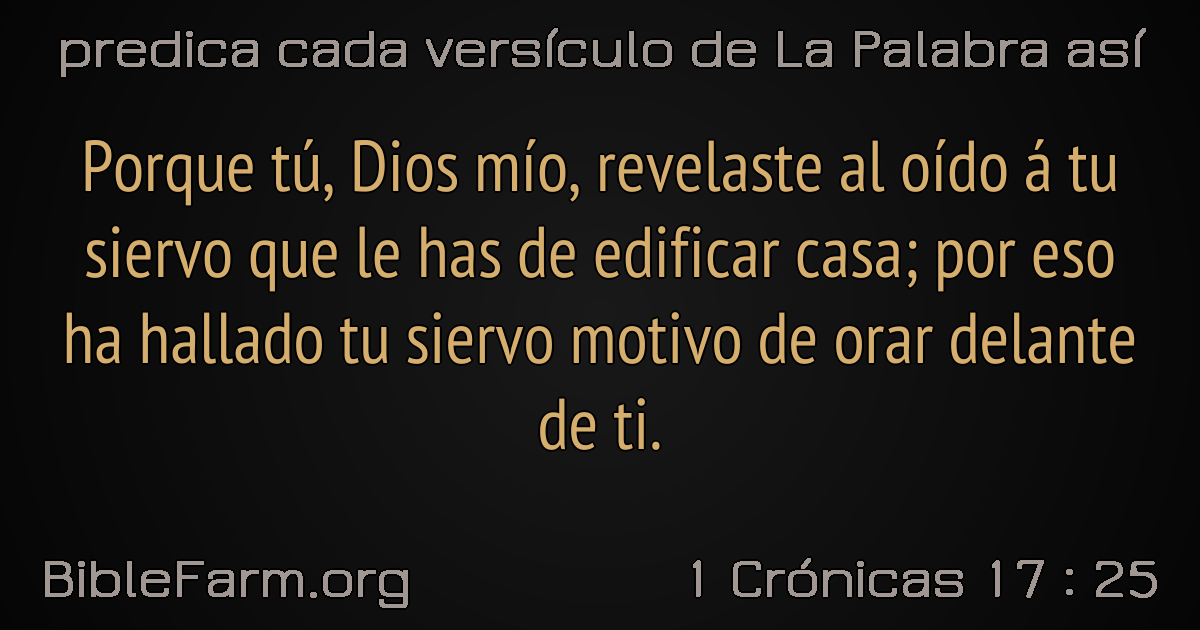 predica cada versículo de La Palabra así
Porque tú, Dios mío, revelaste al oído á tu
siervo que le has de edificar casa; por eso
ha hallado tu siervo motivo de orar delante
de ti.
BibleFarm.org
1 Crónicas 17 : 25